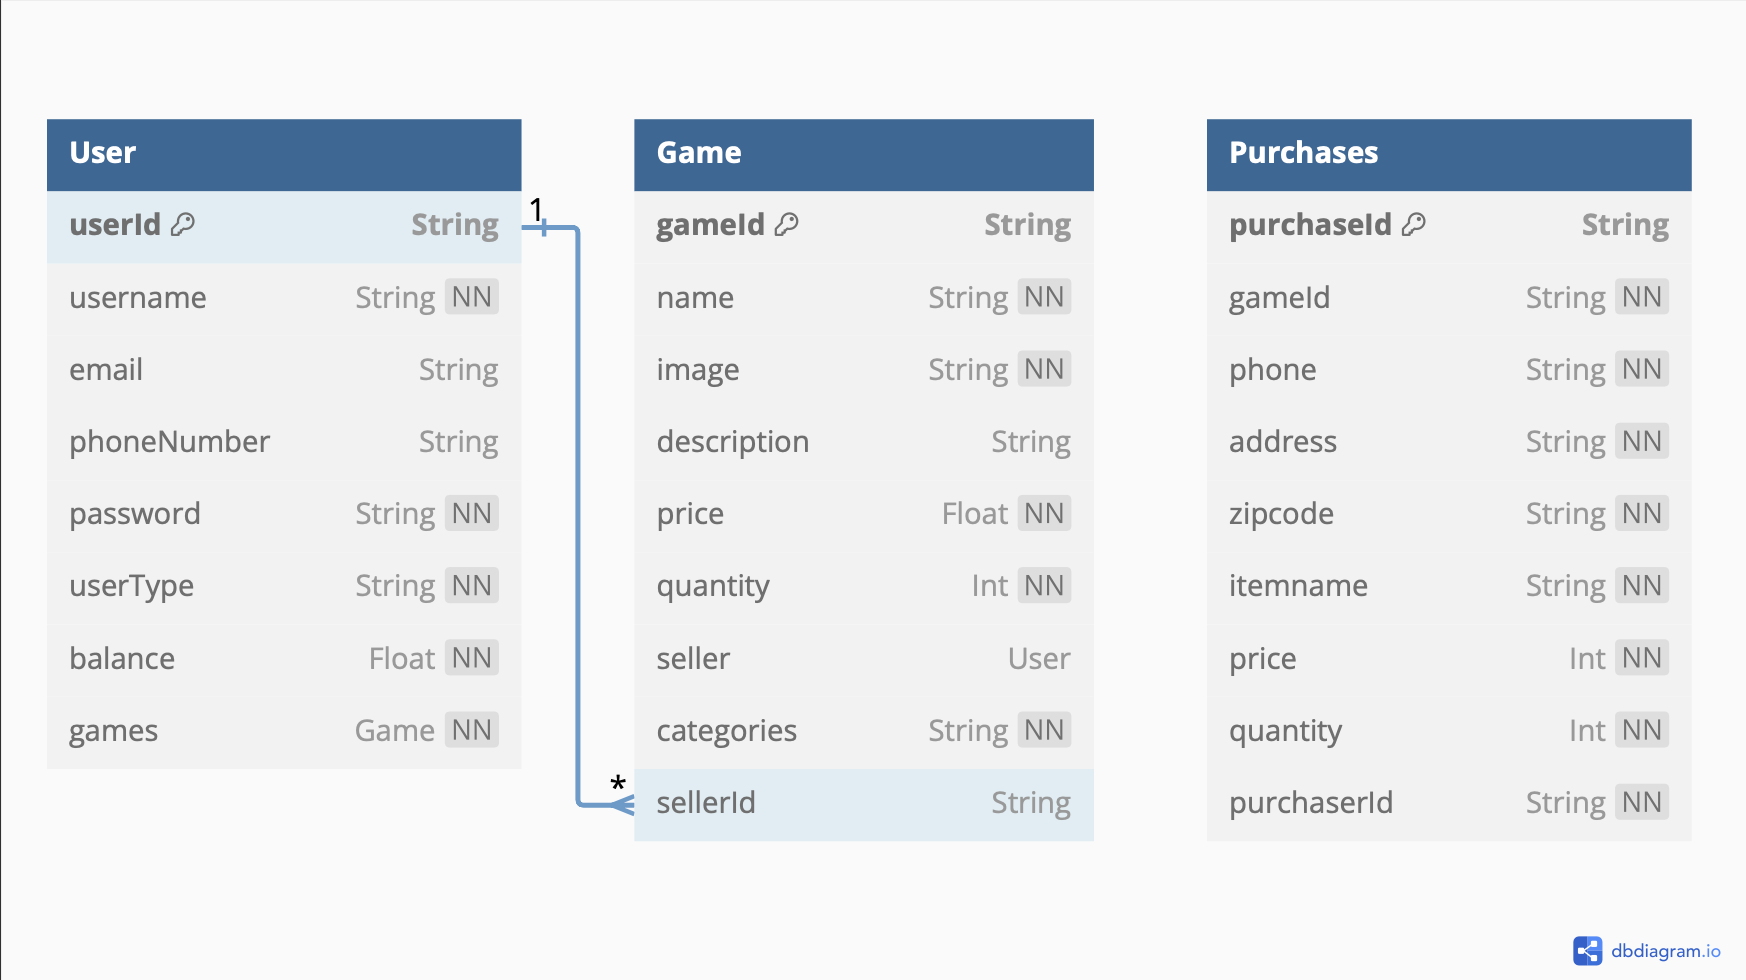 User
userId String
username String NN
email String
phoneNumber String
password String NN
userType String NN
balance Float NN
games Game NN
1
*
Game
gameId String
name String NN
image String NN
description String
price Float NN
quantity Int NN
seller User
categories String NN
sellerId String
Purchases
purchaseId String
gameId String NN
phone String NN
address String NN
zipcode String NN
itemname String NN
price Int NN
quantity Int NN
purchaserId String NN
dbdiagram.io